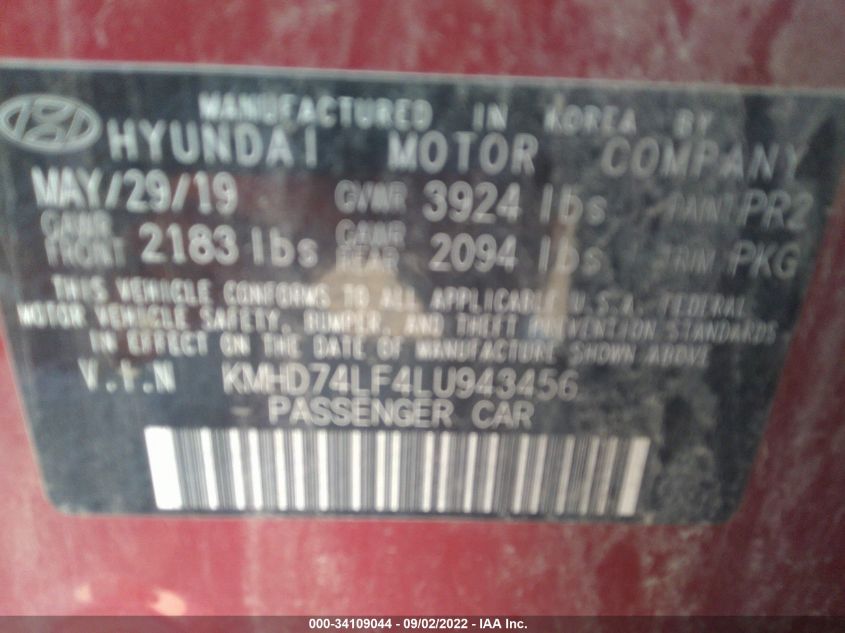 MANUFACTURED IN KOREA BY
HYUNDAI MOTOR COMPANY
MAY/29/19 GVWR 3924 lbs PAINT PR2
GAWR FRONT 2183 lbs GAWR REAR 2094 lbs TRIM PKG
THIS VEHICLE CONFORMS TO ALL APPLICABLE U.S.A. FEDERAL
MOTOR VEHICLE SAFETY, BUMPER, AND THEFT PREVENTION STANDARDS
IN EFFECT ON THE DATE OF MANUFACTURE SHOWN ABOVE.
V.I.N KMHD74LF4LU943456
PASSENGER CAR
000-34109044 - 09/02/2022 - IAA Inc.